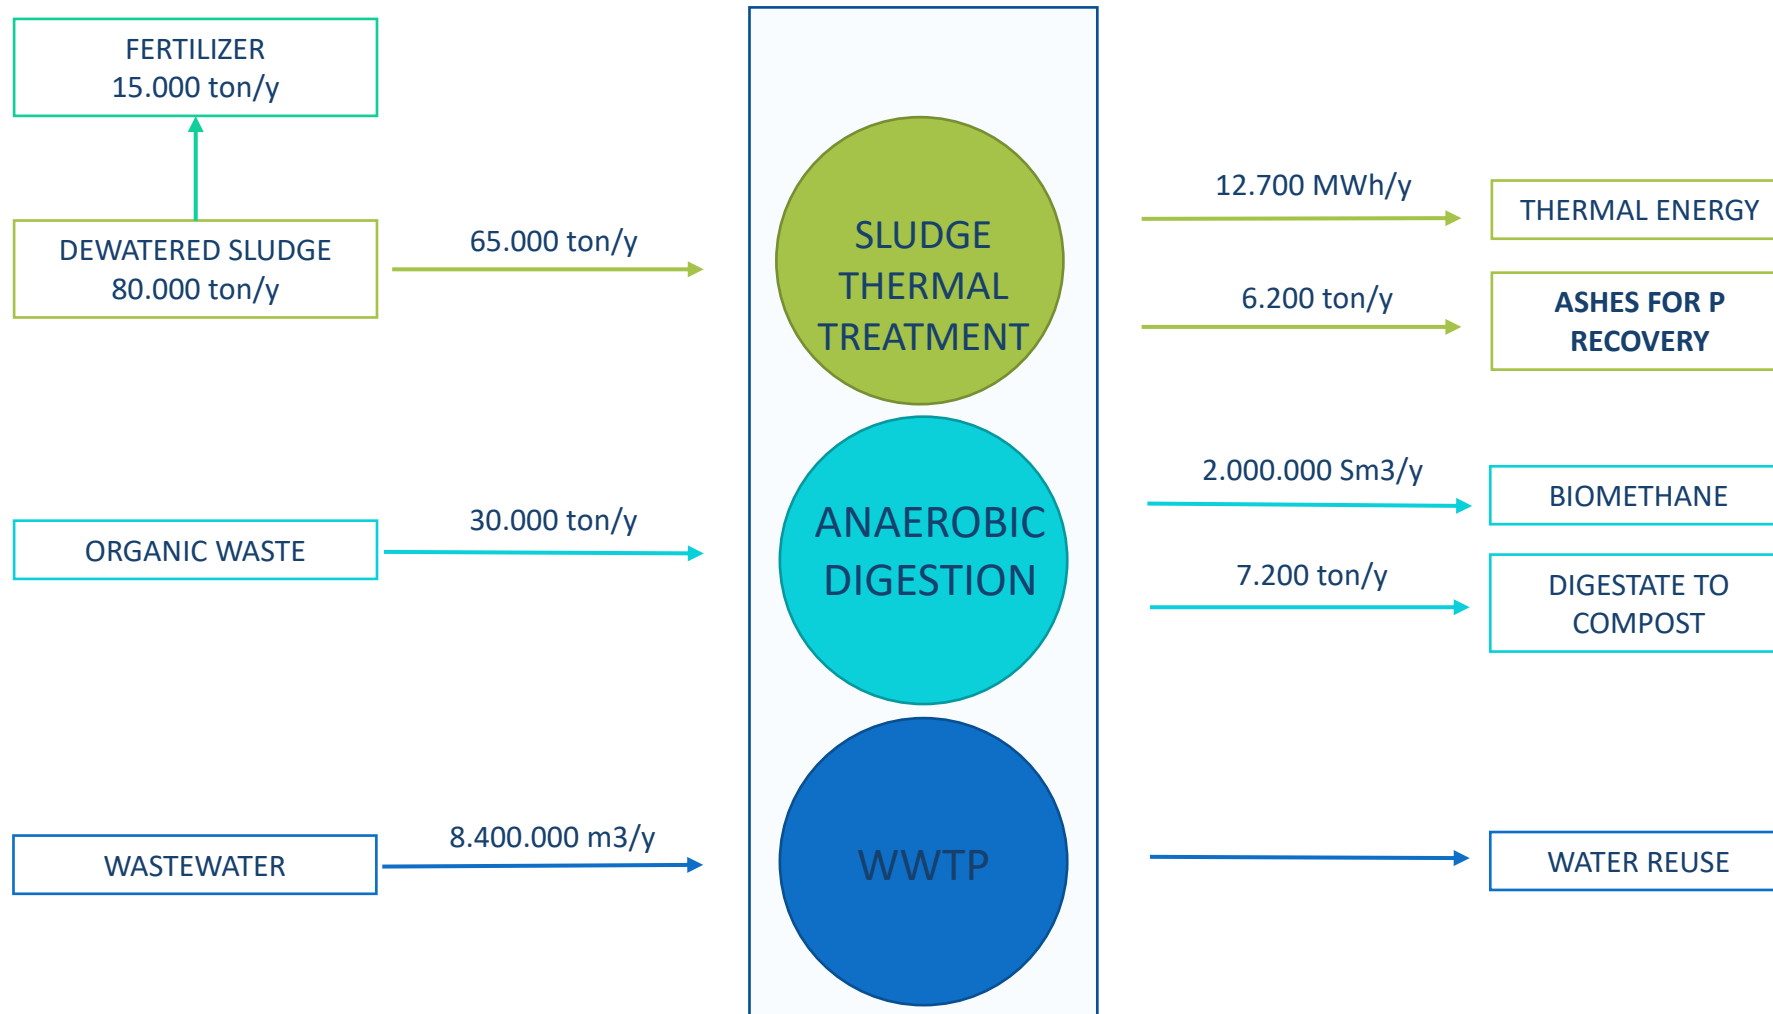 FERTILIZER
15.000 ton/y
DEWATERED SLUDGE
80.000 ton/y
65.000 ton/y
SLUDGE
THERMAL
TREATMENT
12.700 MWh/y
THERMAL ENERGY
6.200 ton/y
ASHES FOR P
RECOVERY
ORGANIC WASTE
30.000 ton/y
ANAEROBIC
DIGESTION
2.000.000 Sm3/y
BIOMETHANE
7.200 ton/y
DIGESTATE TO
COMPOST
WASTEWATER
8.400.000 m3/y
WWTP
WATER REUSE